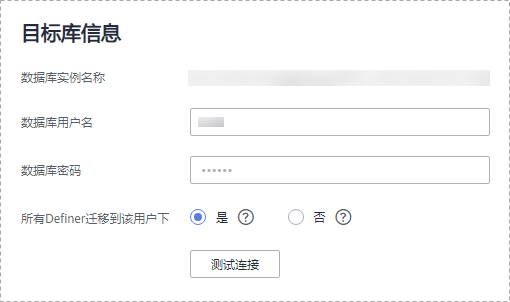 目标库信息
数据库实例名称
数据库用户名
数据库密码 ••••••
所有Definer迁移到该用户下 是 ? 否 ?
测试连接